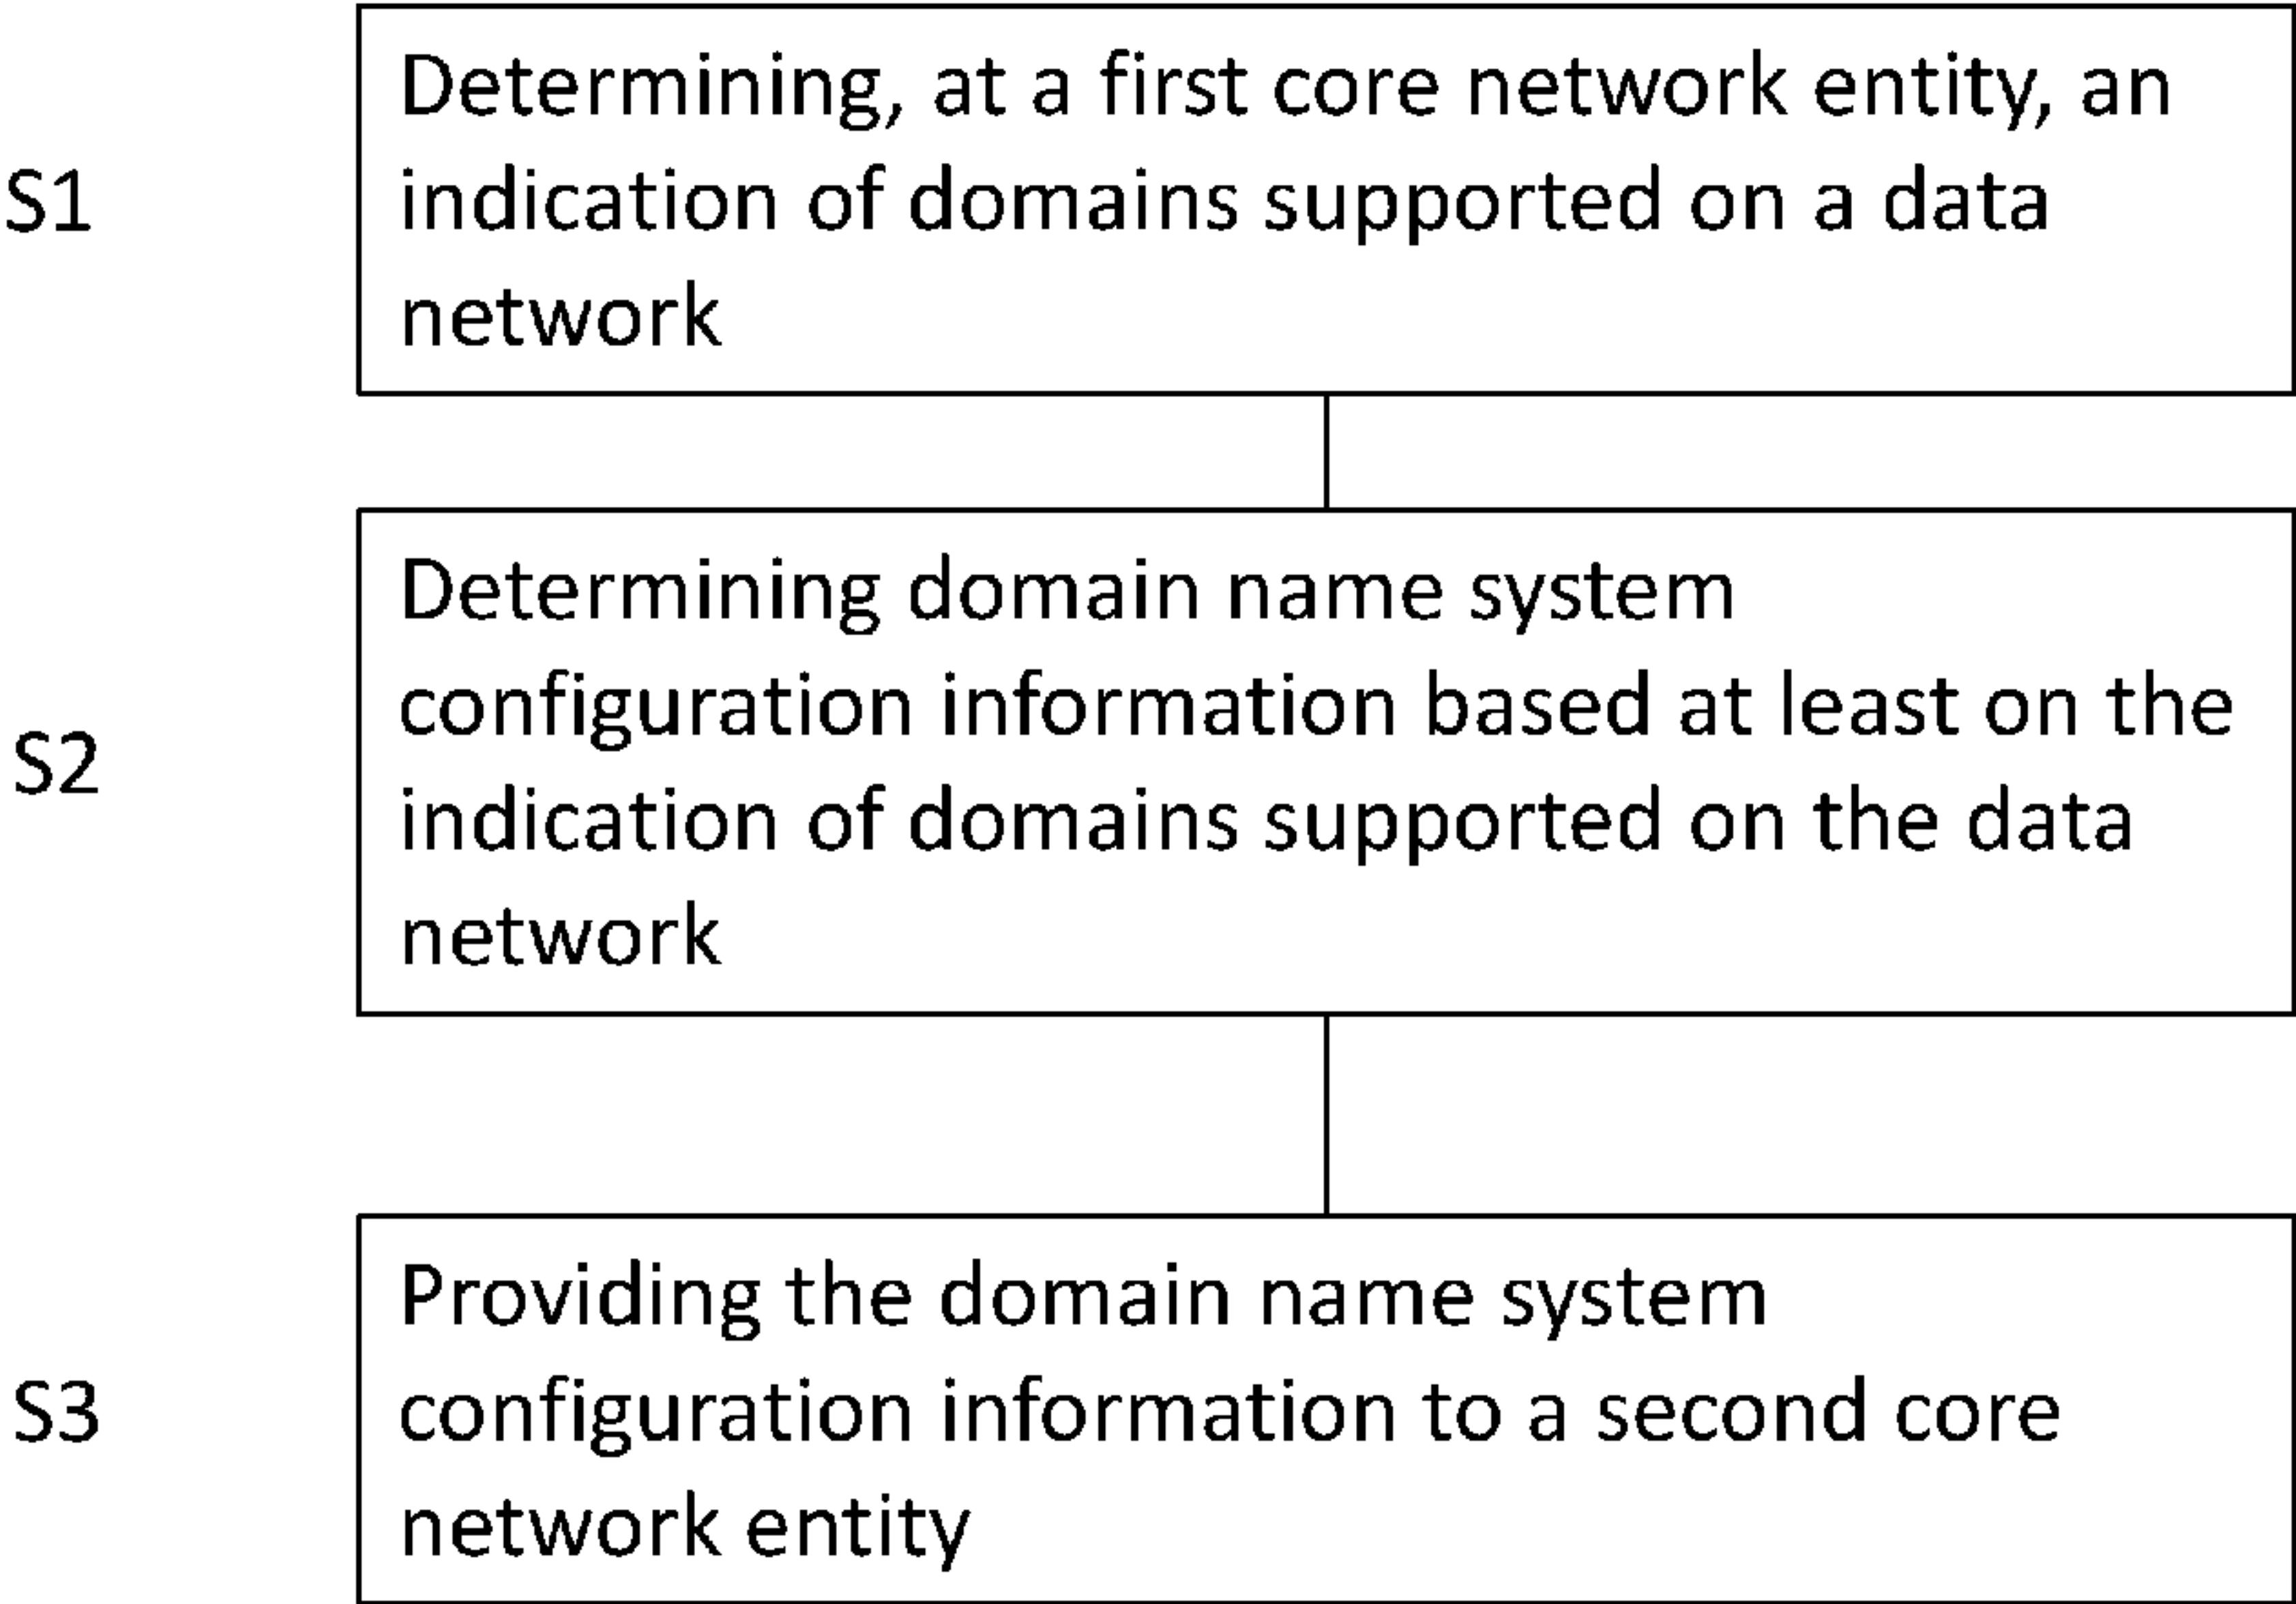 S1
Determining, at a first core network entity, an
indication of domains supported on a data
network
S2
Determining domain name system
configuration information based at least on the
indication of domains supported on the data
network
S3
Providing the domain name system
configuration information to a second core
network entity